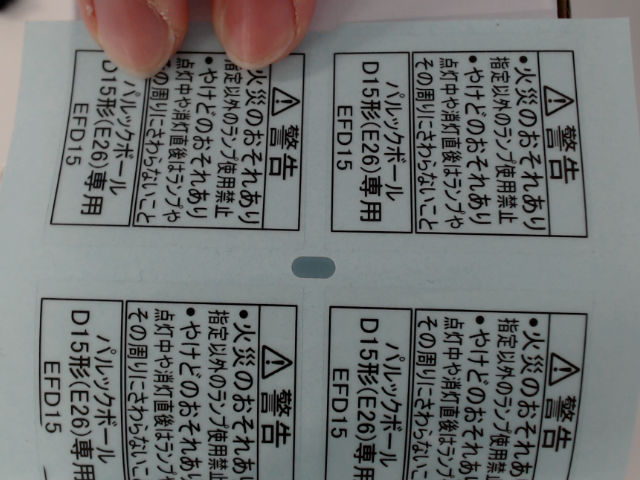 ⚠警告
•火災のおそれあり
指定以外のランプ使用禁止
•やけどのおそれあり
点灯中や消灯直後はランプや
その周りにさわらないこと
パルックボール
D15形(E26)専用
EFD15
⚠警告
•火災のおそれあり
指定以外のランプ使用禁止
•やけどのおそれあり
点灯中や消灯直後はランプや
の周りにさわらないこと
パルックボール
D15形(E26)専用
EFD15
⚠警告
•火災のおそれあ
指定以外のランプ使用
•やけどのおそれ
点灯中や消灯直後はラン
その周りにさわらないこ
パルックボール
D15形(E26)専用
EFD15
⚠警告
•火災のおそれあり
指定以外のランプ使用禁
•やけどのおそれあ
点灯中や消灯直後はランプ
その周りにさわらないこ
パルックボール
D15形(E26)専用
EFD15